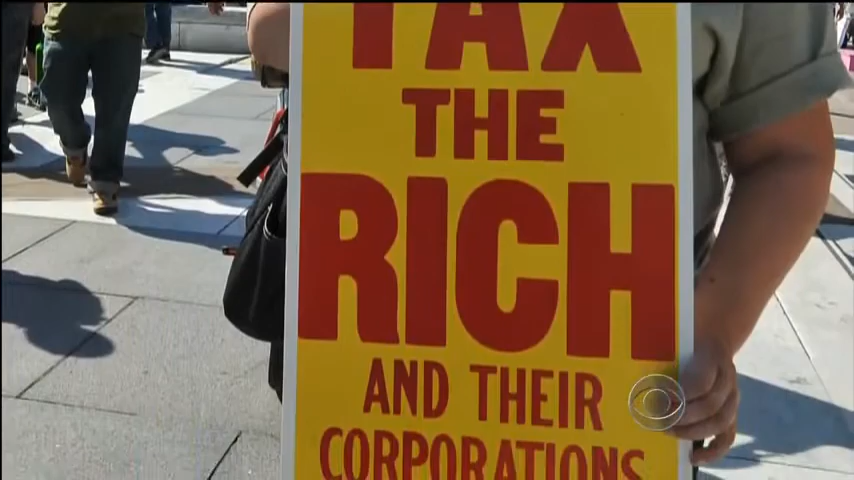 TAX
THE
RICH
AND THEIR
CORPORATIONS